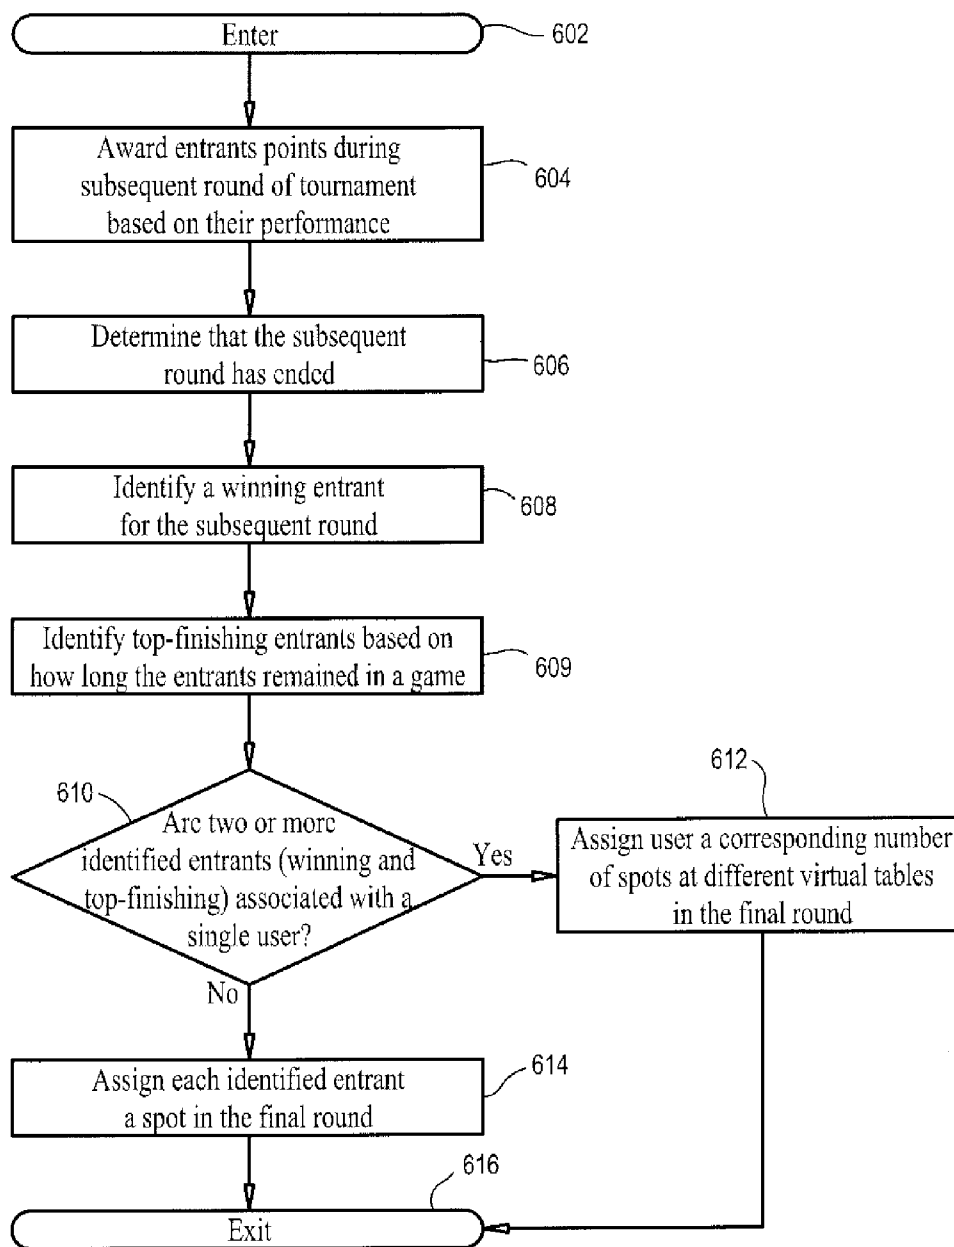 Enter
602
Award entrants points during
subsequent round of tournament
based on their performance
604
Determine that the subsequent
round has ended
606
Identify a winning entrant
for the subsequent round
608
Identify top-finishing entrants based on
how long the entrants remained in a game
609
610
Are two or more
identified entrants (winning and
top-finishing) associated with a
single user?
Yes
612
Assign user a corresponding number
of spots at different virtual tables
in the final round
No
Assign each identified entrant
a spot in the final round
614
616
Exit